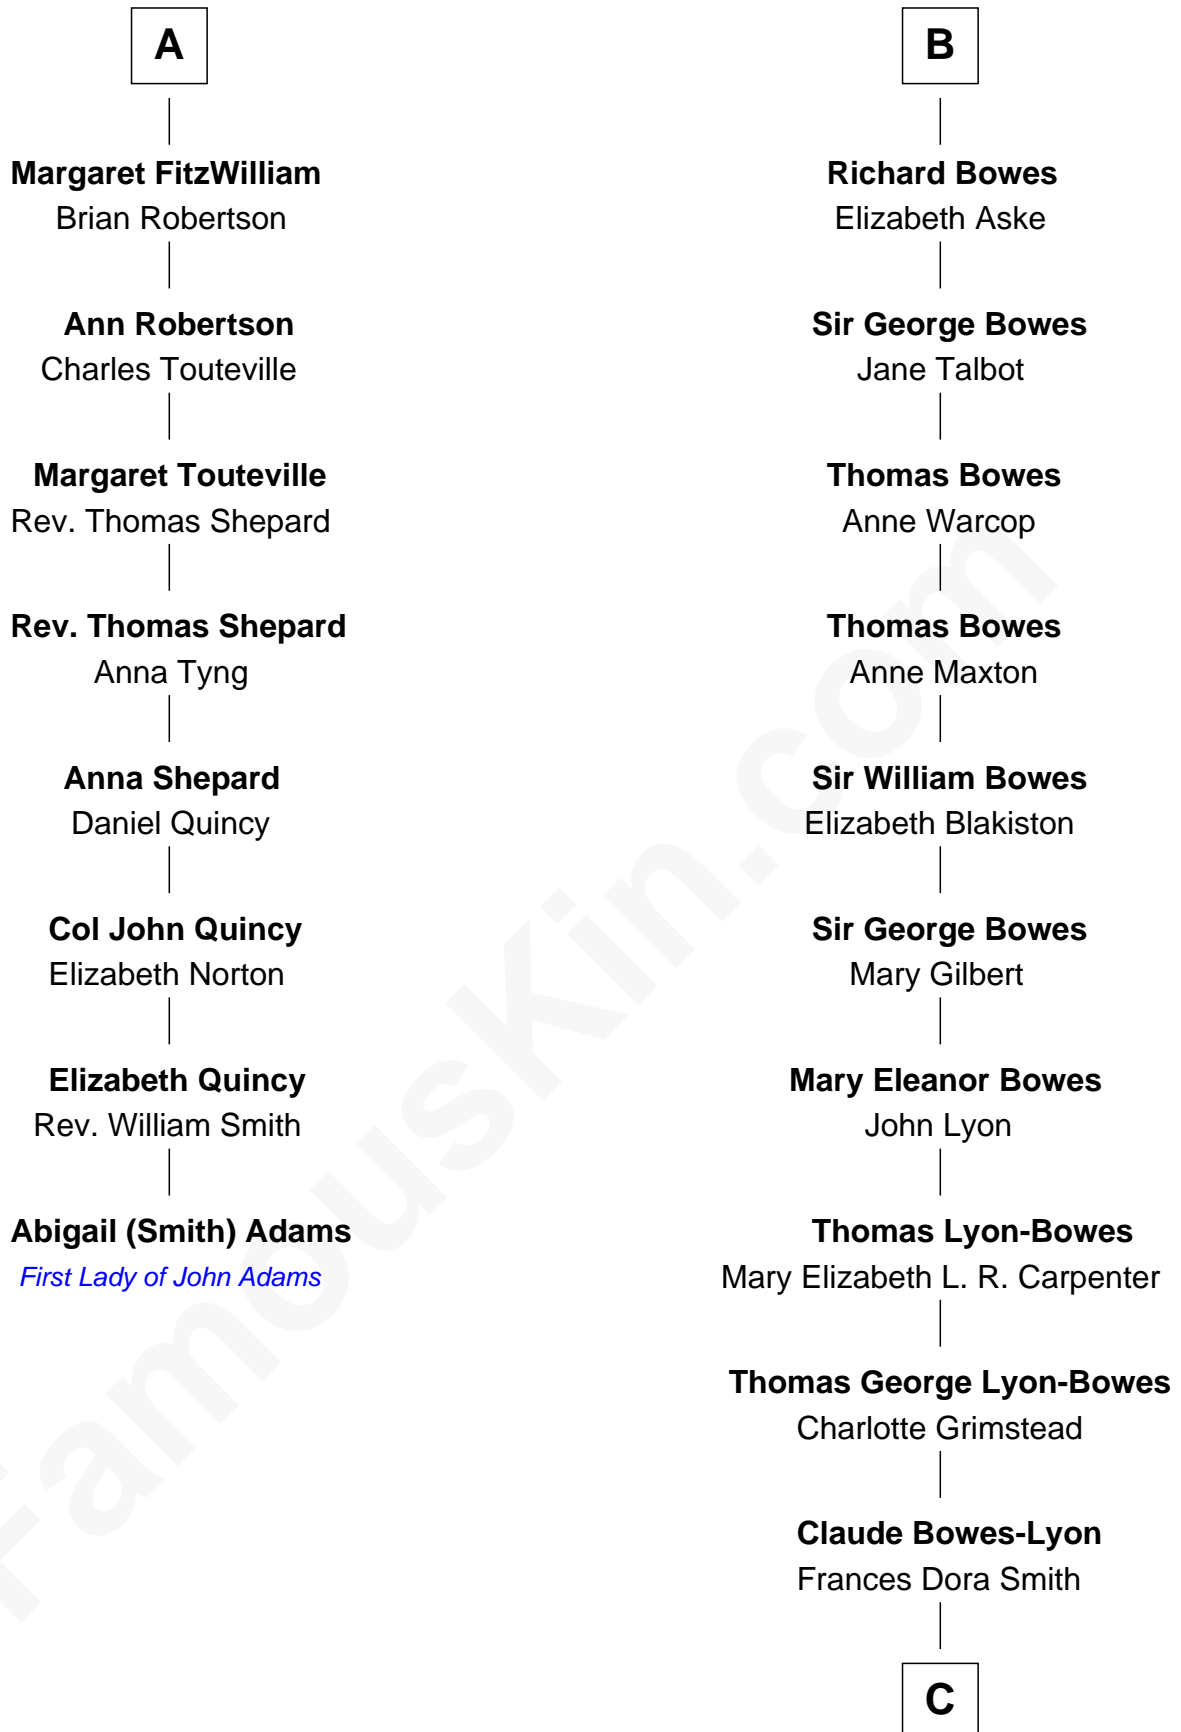 A
Margaret FitzWilliam
Brian Robertson
Ann Robertson
Charles Touteville
Margaret Touteville
Rev. Thomas Shepard
Rev. Thomas Shepard
Anna Tyng
Anna Shepard
Daniel Quincy
Col John Quincy
Elizabeth Norton
Elizabeth Quincy
Rev. William Smith
Abigail (Smith) Adams
First Lady of John Adams
B
Richard Bowes
Elizabeth Aske
Sir George Bowes
Jane Talbot
Thomas Bowes
Anne Warcop
Thomas Bowes
Anne Maxton
Sir William Bowes
Elizabeth Blakiston
Sir George Bowes
Mary Gilbert
Mary Eleanor Bowes
John Lyon
Thomas Lyon-Bowes
Mary Elizabeth L. R. Carpenter
Thomas George Lyon-Bowes
Charlotte Grimstead
Claude Bowes-Lyon
Frances Dora Smith
C
FamousKin.com